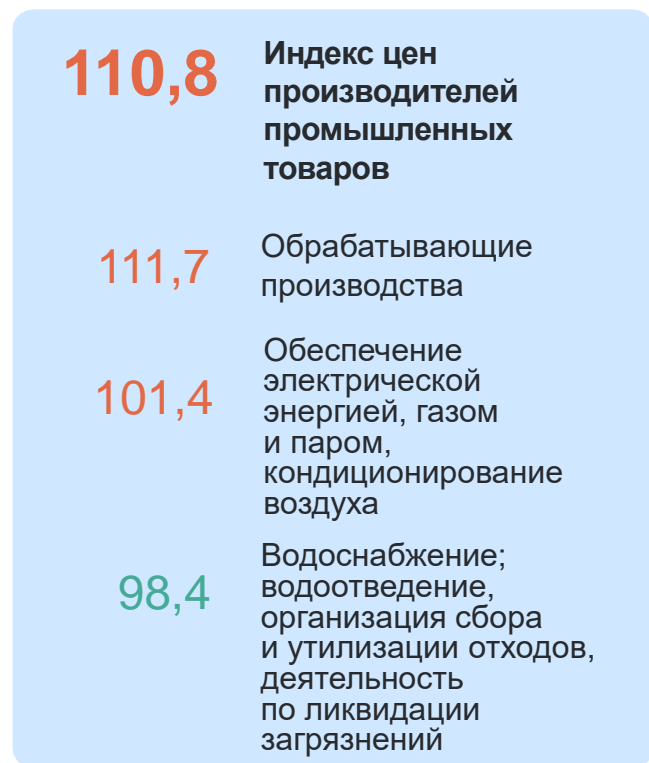 110,8
Индекс цен
производителей
промышленных
товаров
111,7
Обрабатывающие
производства
101,4
Обеспечение
электрической
энергией, газом
и паром,
кондиционирование
воздуха
98,4
Водоснабжение;
водоотведение,
организация сбора
и утилизации отходов,
деятельность
по ликвидации
загрязнений